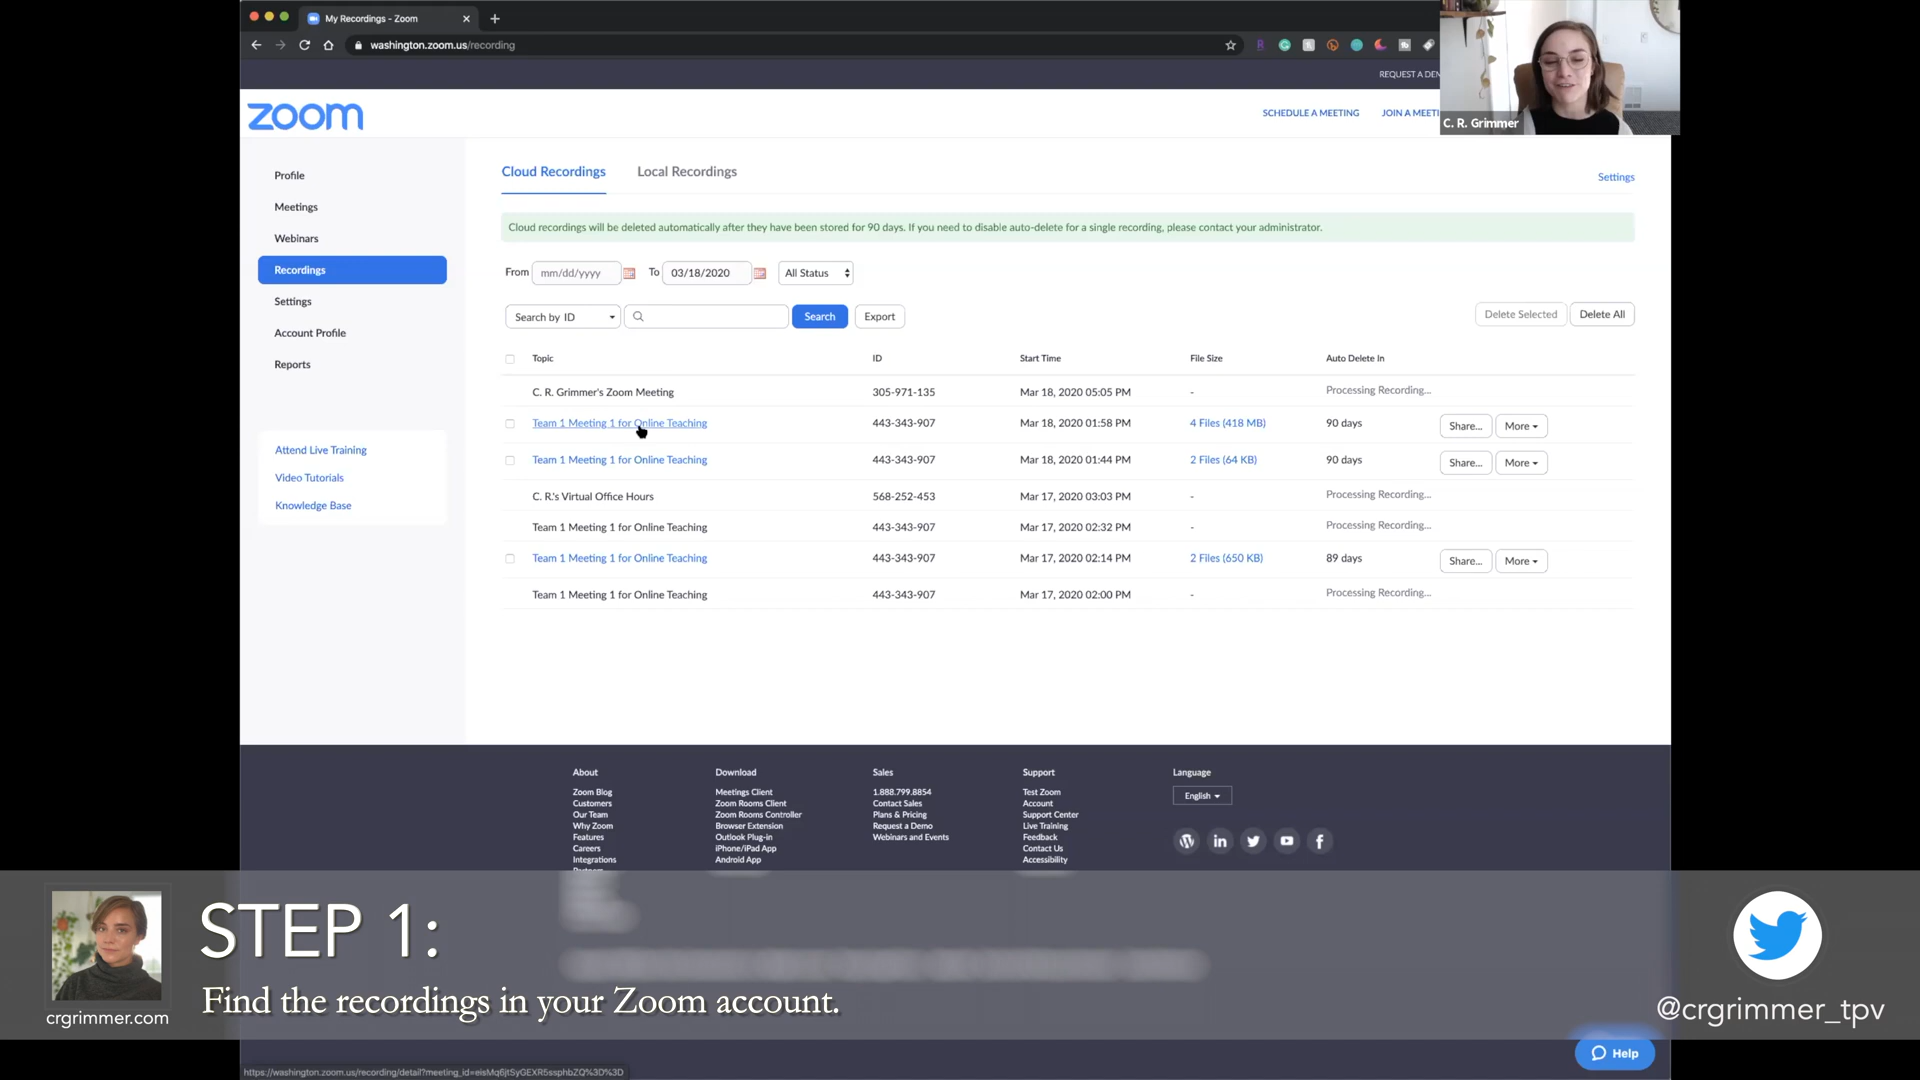 My Recordings - Zoom
washington.zoom.us/recording
REQUEST A DEM
zoom
SCHEDULE A MEETING
JOIN A MEETI
C. R. Grimmer
Profile
Meetings
Webinars
Recordings
Settings
Account Profile
Reports
Attend Live Training
Video Tutorials
Knowledge Base
Cloud Recordings
Local Recordings
Settings
Cloud recordings will be deleted automatically after they have been stored for 90 days. If you need to disable auto-delete for a single recording, please contact your administrator.
From mm/dd/yyyy To 03/18/2020 All Status
Search by ID Search Export Delete Selected Delete All
Topic ID Start Time File Size Auto Delete In
C. R. Grimmer's Zoom Meeting 305-971-135 Mar 18, 2020 05:05 PM - Processing Recording...
Team 1 Meeting 1 for Online Teaching 443-343-907 Mar 18, 2020 01:58 PM 4 Files (418 MB) 90 days Share... More
Team 1 Meeting 1 for Online Teaching 443-343-907 Mar 18, 2020 01:44 PM 2 Files (64 KB) 90 days Share... More
C. R.'s Virtual Office Hours 568-252-453 Mar 17, 2020 03:03 PM - Processing Recording...
Team 1 Meeting 1 for Online Teaching 443-343-907 Mar 17, 2020 02:32 PM - Processing Recording...
Team 1 Meeting 1 for Online Teaching 443-343-907 Mar 17, 2020 02:14 PM 2 Files (650 KB) 89 days Share... More
Team 1 Meeting 1 for Online Teaching 443-343-907 Mar 17, 2020 02:00 PM - Processing Recording...
About
Zoom Blog
Customers
Our Team
Why Zoom
Features
Careers
Integrations
Download
Meetings Client
Zoom Rooms Client
Zoom Rooms Controller
Browser Extension
Outlook Plug-in
iPhone/iPad App
Android App
Sales
1.888.799.8854
Contact Sales
Plans & Pricing
Request a Demo
Webinars and Events
Support
Test Zoom
Account
Support Center
Live Training
Feedback
Contact Us
Accessibility
Language
English
STEP 1:
Find the recordings in your Zoom account.
crgrimmer.com
@crgrimmer_tpv
Help